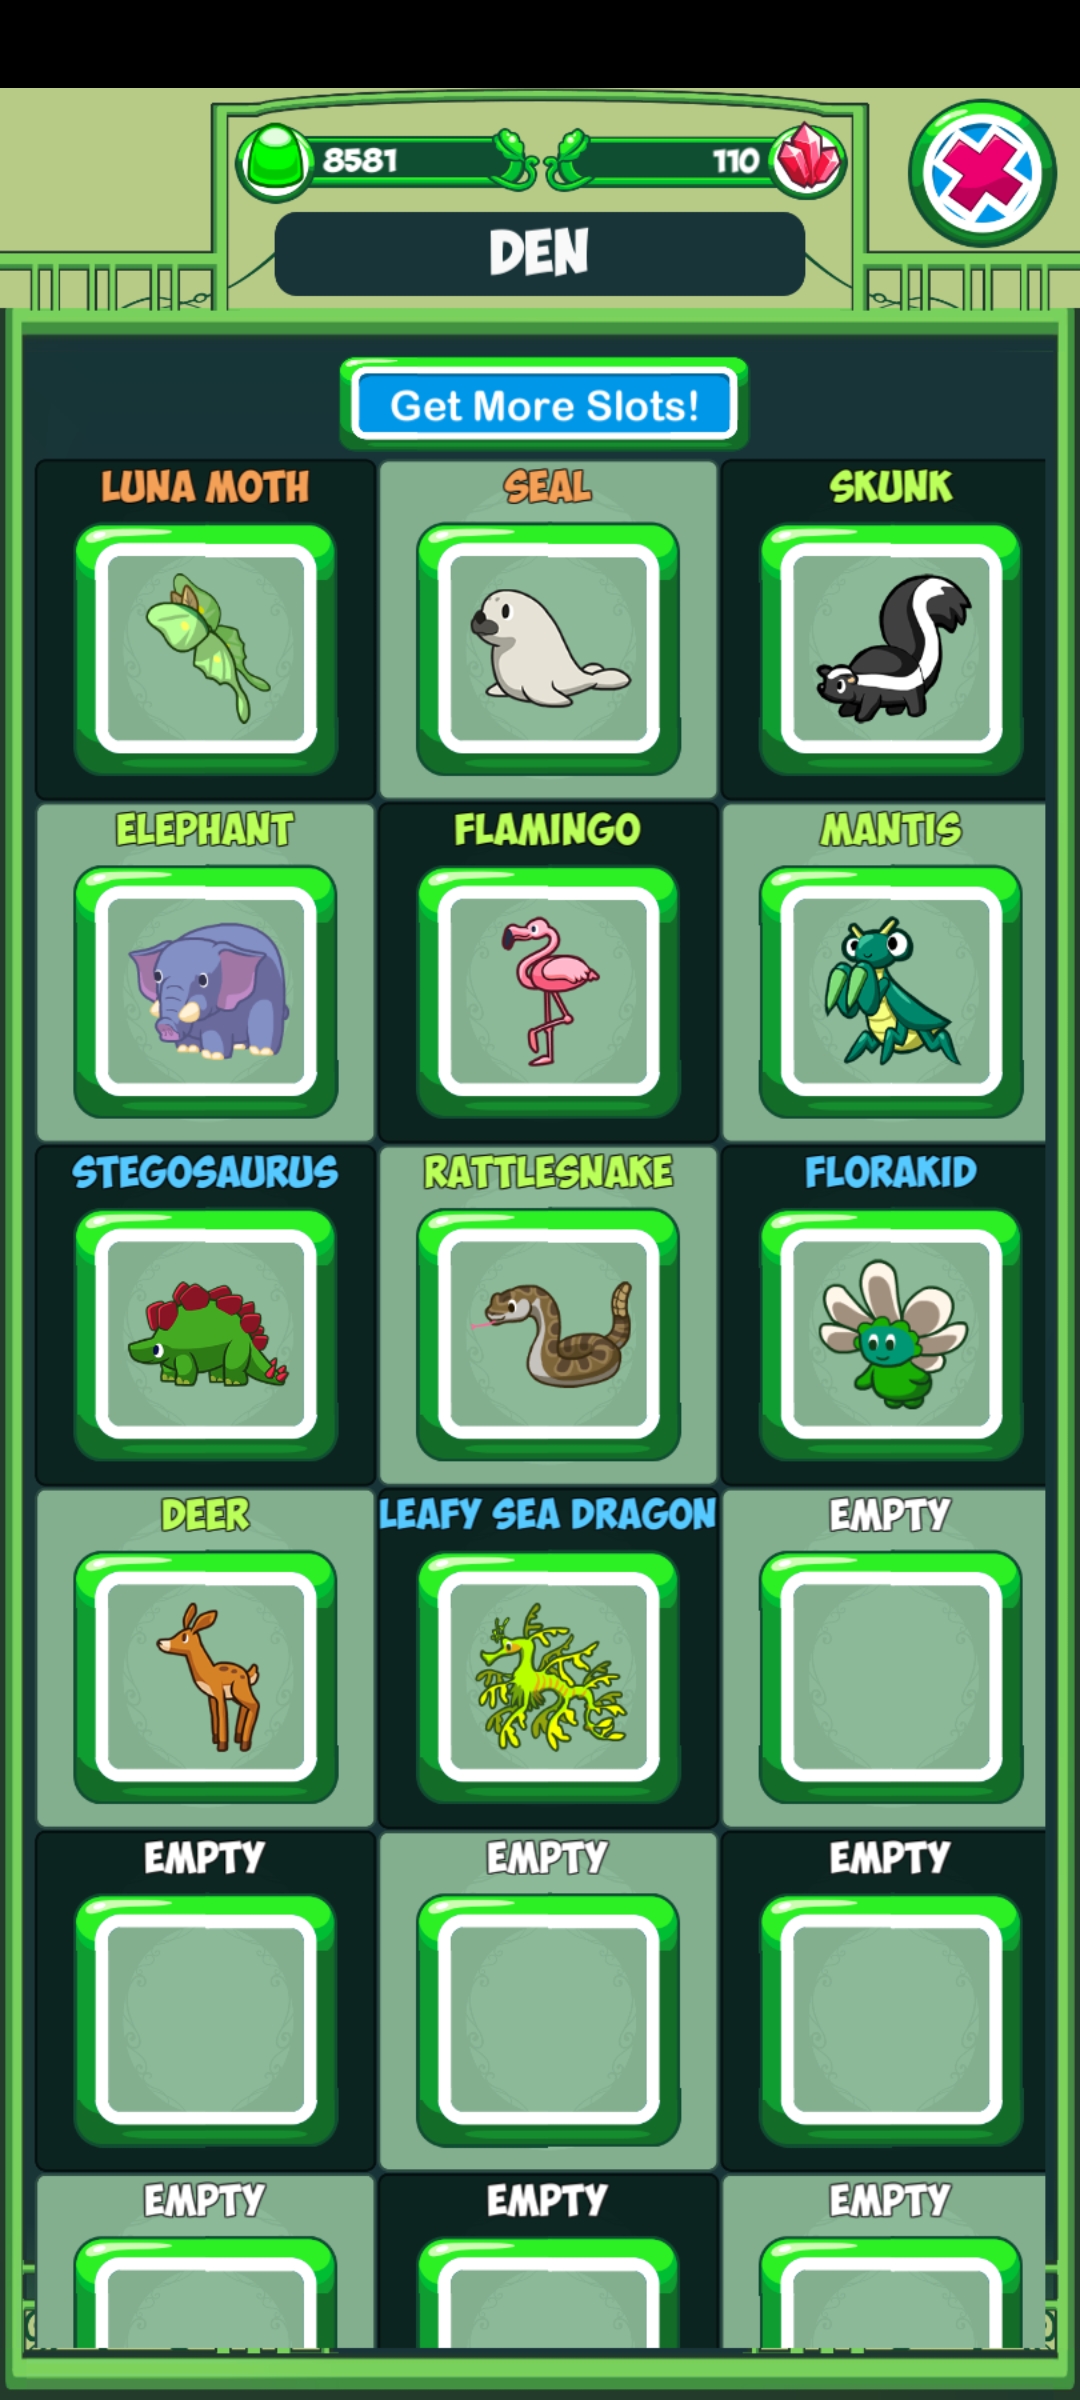 8581
110
DEN
Get More Slots!
LUNA MOTH
SEAL
SKUNK
ELEPHANT
FLAMINGO
MANTIS
STEGOSAURUS
RATTLESNAKE
FLORAKID
DEER
LEAFY SEA DRAGON
EMPTY
EMPTY
EMPTY
EMPTY
EMPTY
EMPTY
EMPTY